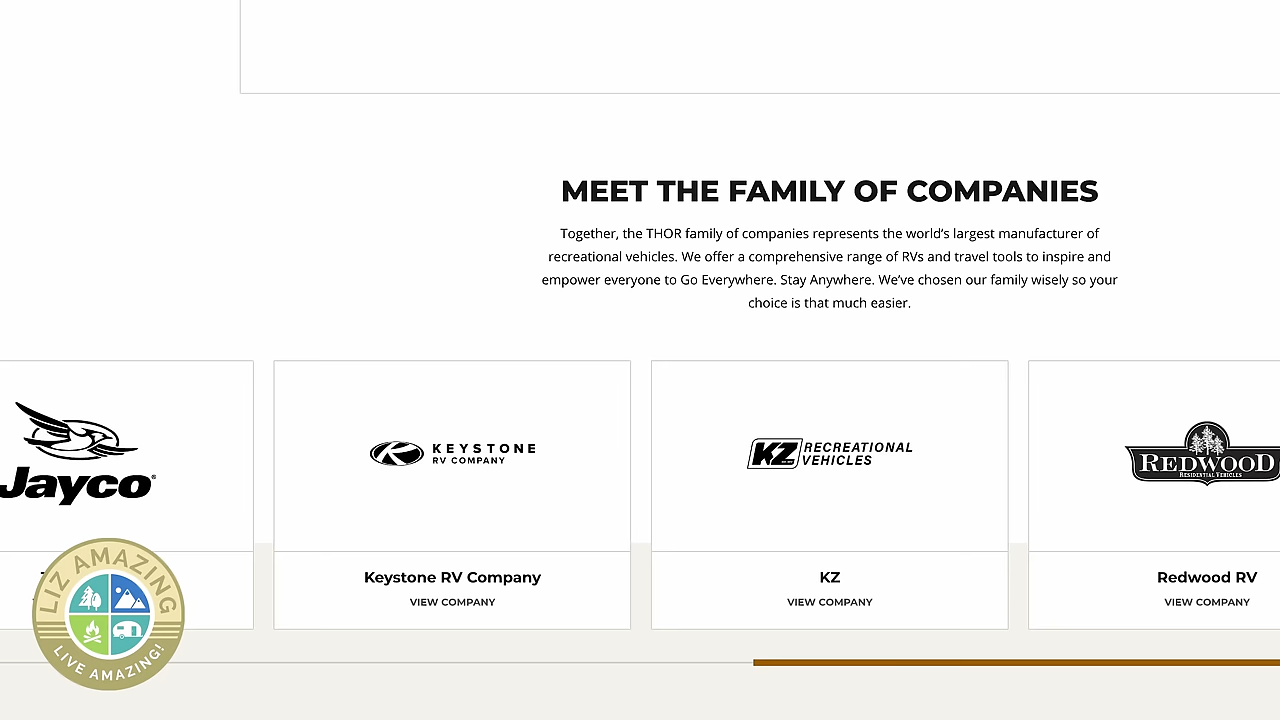 MEET THE FAMILY OF COMPANIES
Together, the THOR family of companies represents the world's largest manufacturer of
recreational vehicles. We offer a comprehensive range of RVs and travel tools to inspire and
empower everyone to Go Everywhere. Stay Anywhere. We've chosen our family wisely so your
choice is that much easier.
Jayco
KEYSTONE
RV COMPANY
KZ RECREATIONAL
VEHICLES
REDWOOD
RESIDENTIAL VEHICLES
Keystone RV Company
VIEW COMPANY
KZ
VIEW COMPANY
Redwood RV
VIEW COMPANY
LIZ AMAZING
LIVE AMAZING!